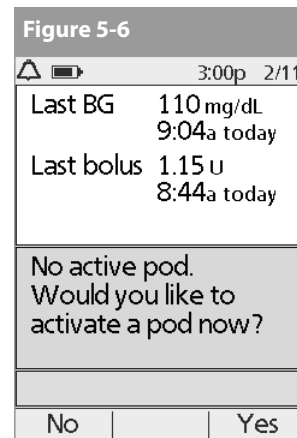 Figure 5-6
3:00p 2/11
Last BG 110 mg/dL
9:04a today
Last bolus 1.15 U
8:44a today
No active pod.
Would you like to
activate a pod now?
No Yes